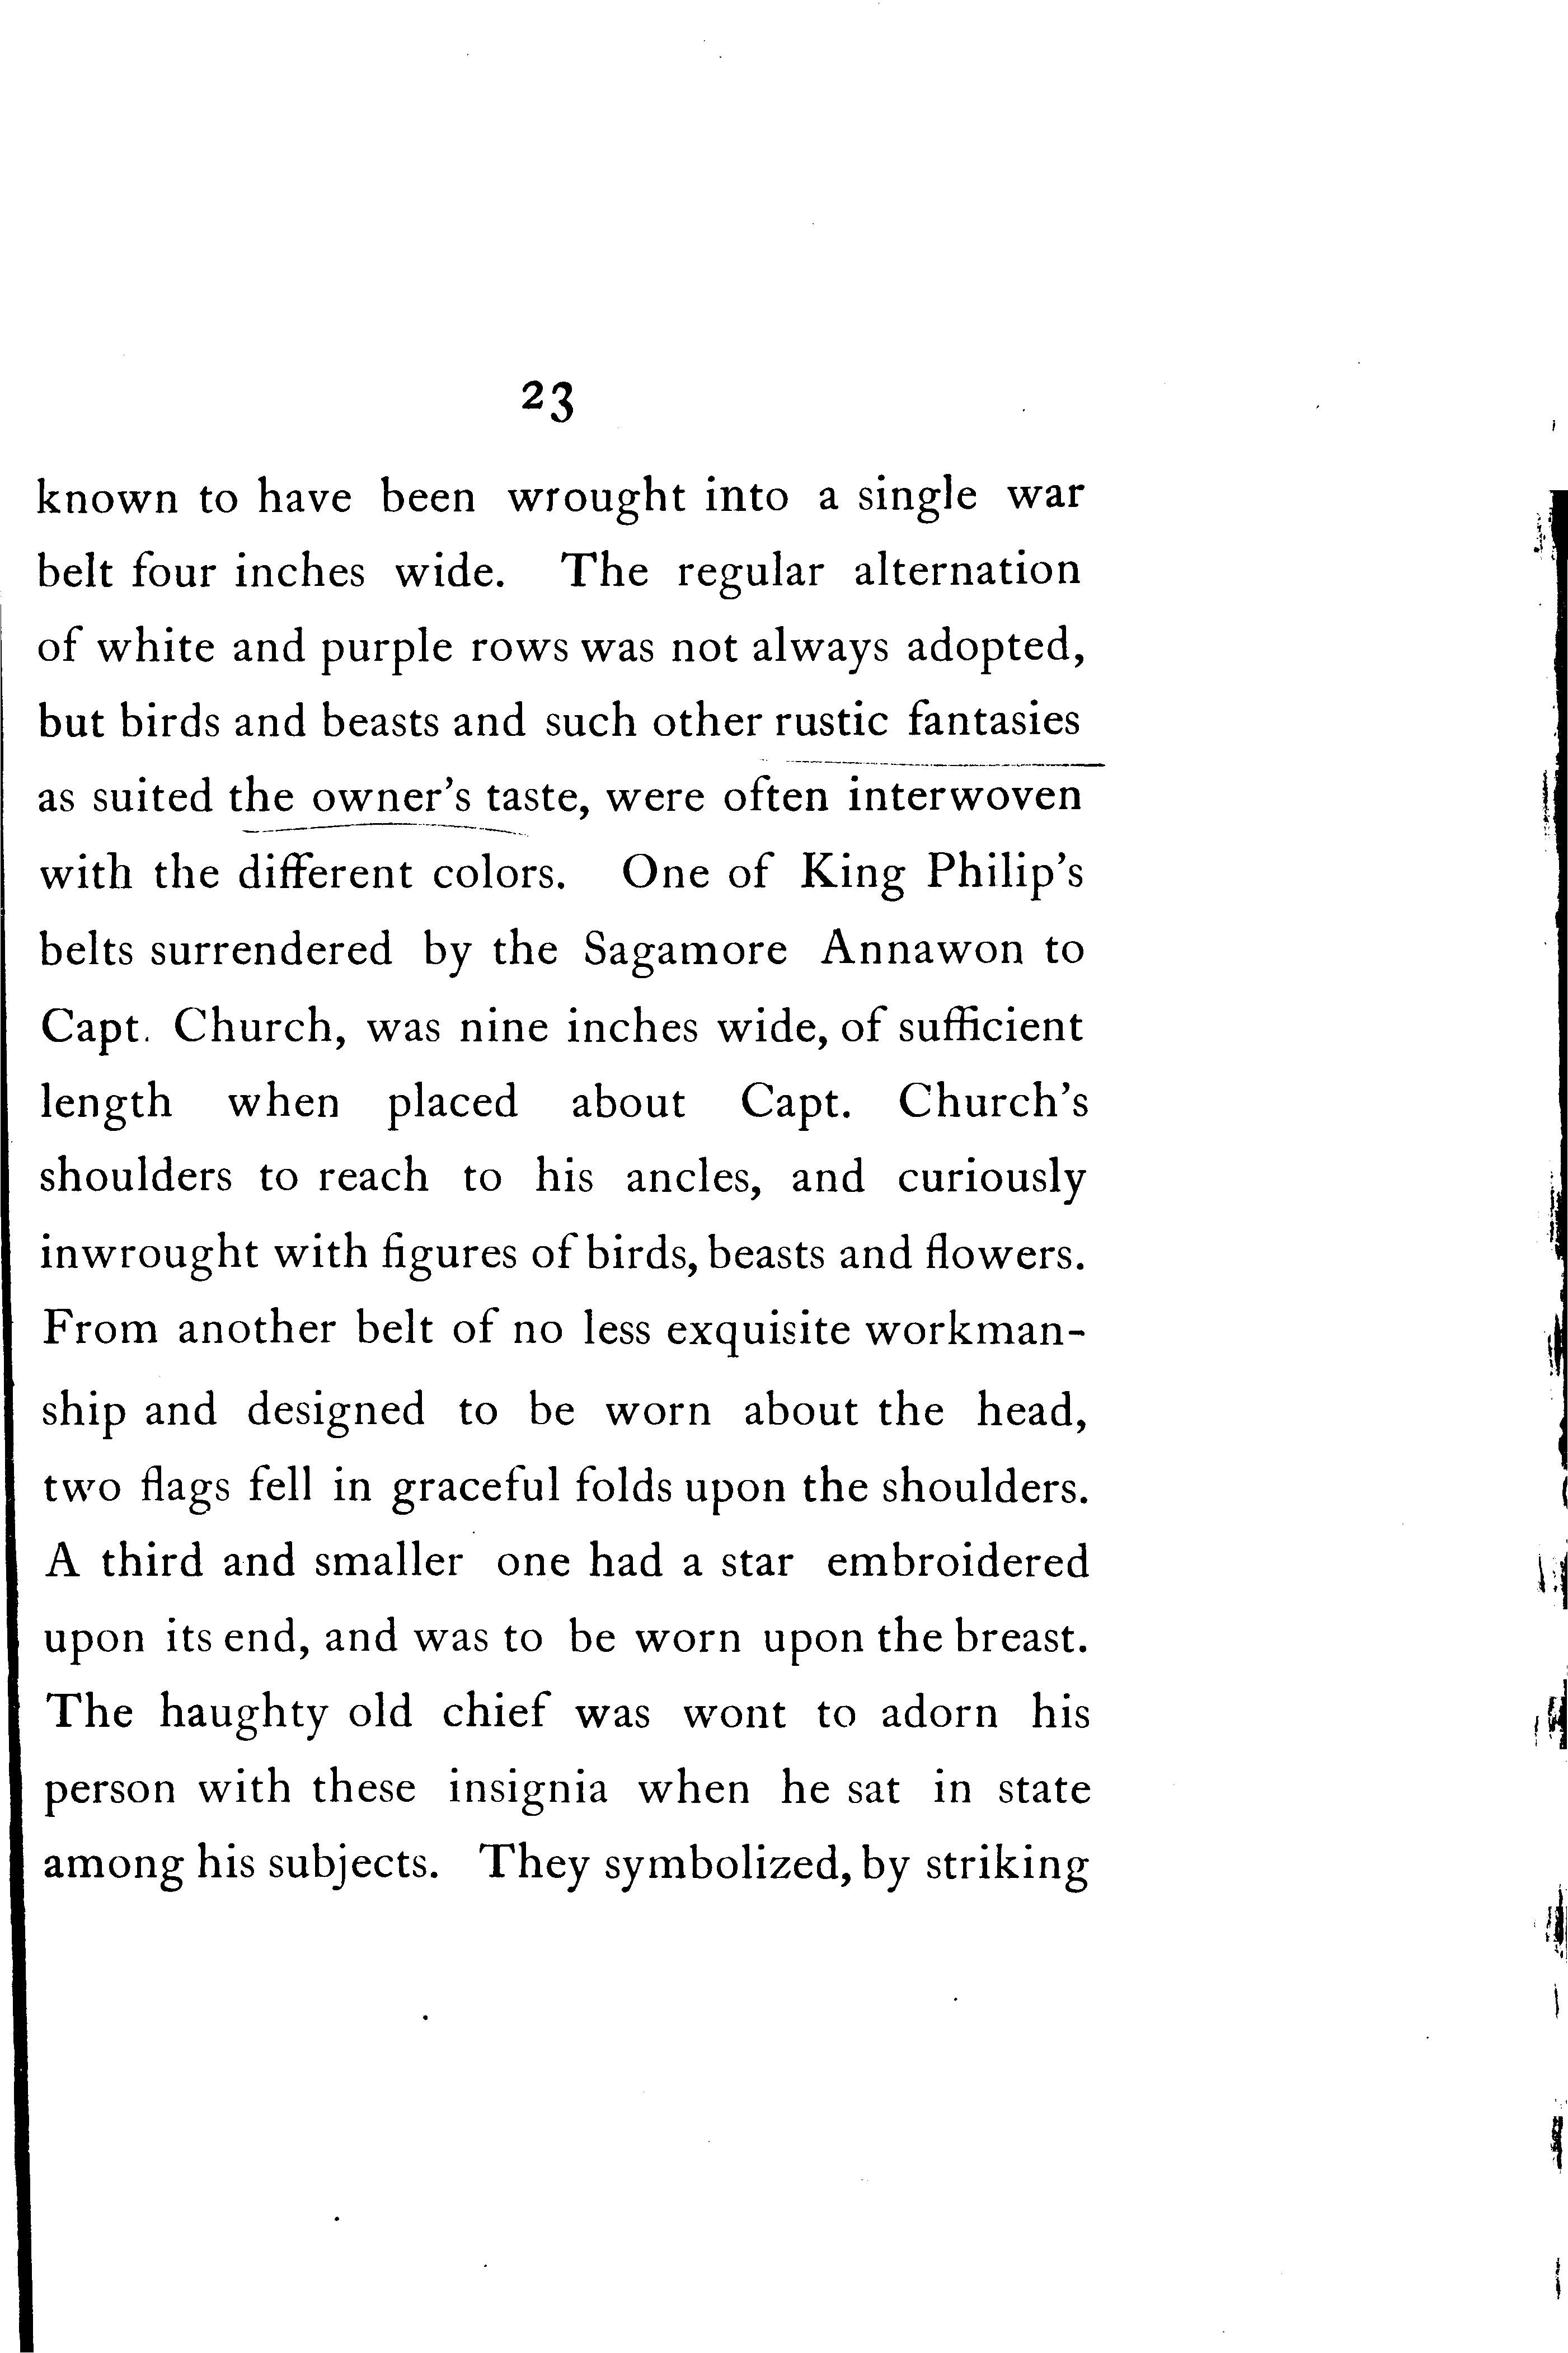 23
known to have been wrought into a single war
belt four inches wide. The regular alternation
of white and purple rows was not always adopted,
but birds and beasts and such other rustic fantasies
as suited the owner's taste, were often interwoven
with the different colors. One of King Philip's
belts surrendered by the Sagamore Annawon to
Capt. Church, was nine inches wide, of sufficient
length when placed about Capt. Church's
shoulders to reach to his ancles, and curiously
inwrought with figures of birds, beasts and flowers.
From another belt of no less exquisite workman-
ship and designed to be worn about the head,
two flags fell in graceful folds upon the shoulders.
A third and smaller one had a star embroidered
upon its end, and was to be worn upon the breast.
The haughty old chief was wont to adorn his
person with these insignia when he sat in state
among his subjects. They symbolized, by striking